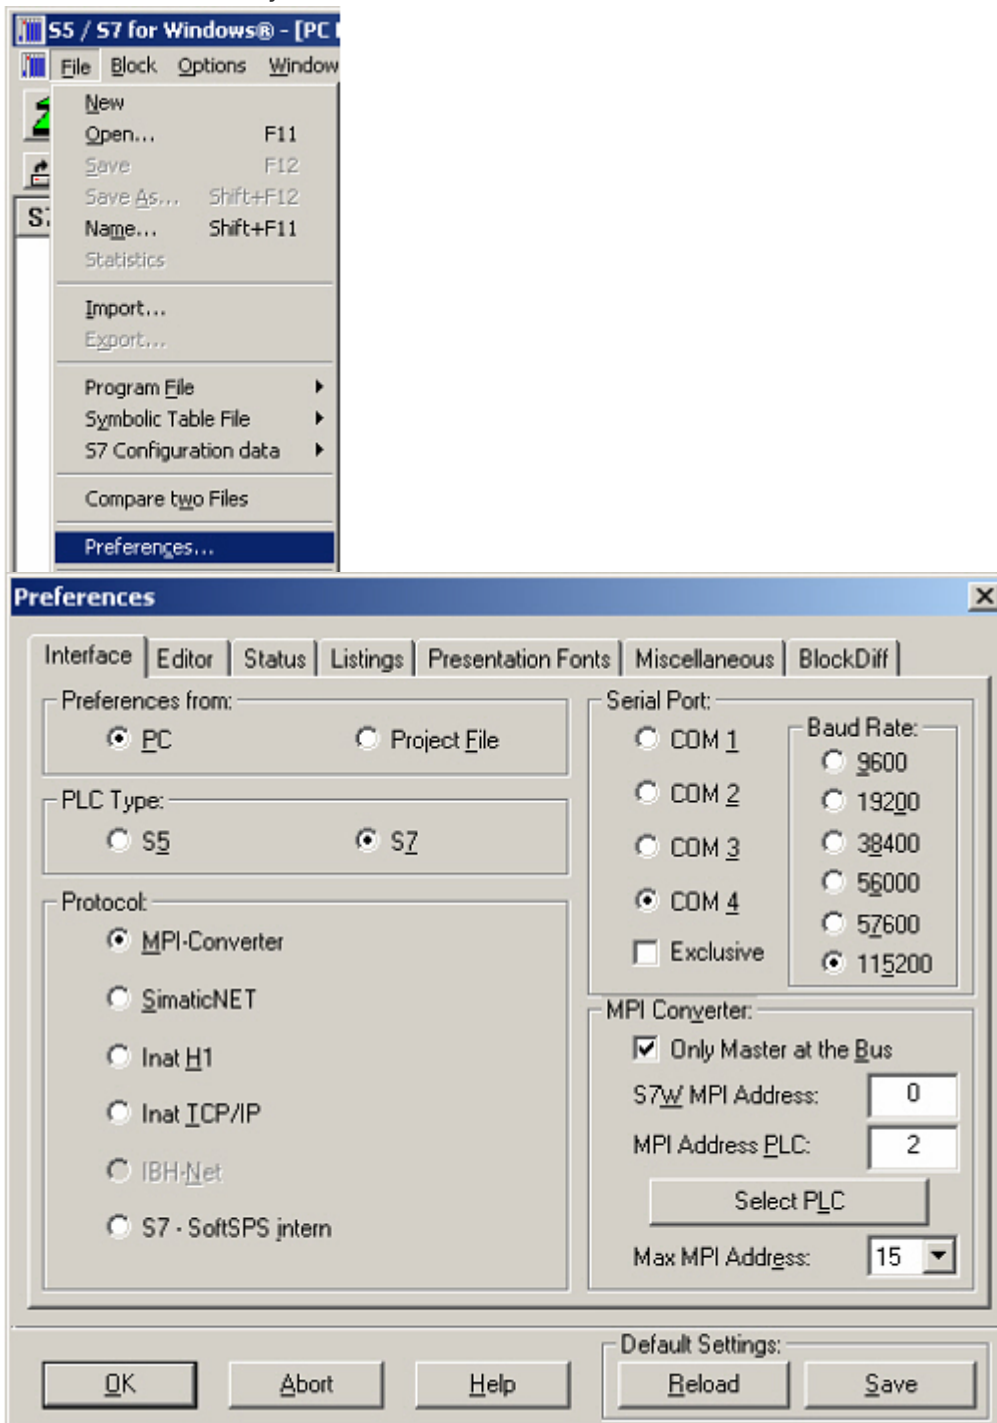 S5 / S7 for Windows® - [PC
File Block Options Window
New
Open... F11
Save F12
Save As... Shift+F12
Name... Shift+F11
Statistics
S7
Import...
Export...
Program File
Symbolic Table File
S7 Configuration data
Compare two Files
Preferences...
Preferences
Interface Editor Status Listings Presentation Fonts Miscellaneous BlockDiff
Preferences from:
PC Project File
PLC Type:
S5 S7
Protocol:
MPI-Converter
SimaticNET
Inat H1
Inat TCP/IP
IBH-Net
S7 - SoftSPS intern
Serial Port:
COM 1
COM 2
COM 3
COM 4
Exclusive
Baud Rate:
9600
19200
38400
56000
57600
115200
MPI Converter:
Only Master at the Bus
S7W MPI Address: 0
MPI Address PLC: 2
Select PLC
Max MPI Address: 15
OK Abort Help
Default Settings:
Reload Save